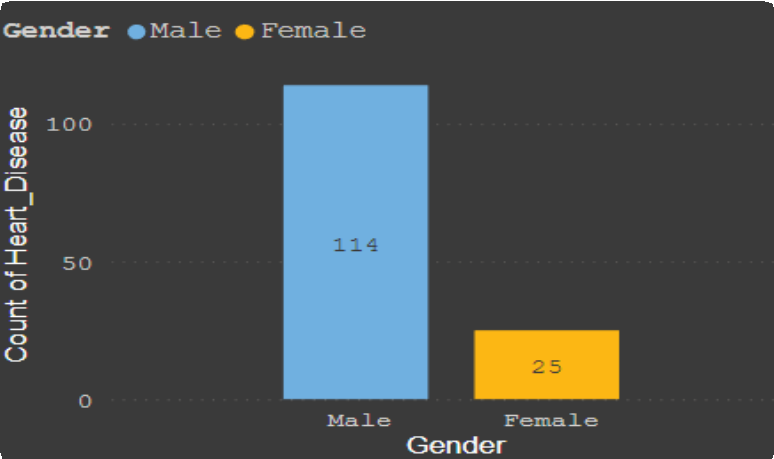 Gender Male Female
Count of Heart_Disease
100
50
0
114
25
Male Female
Gender